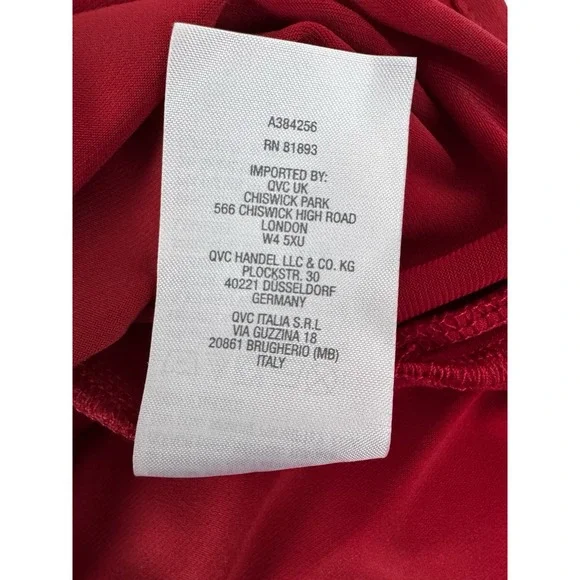 A384256
RN 81893
IMPORTED BY:
QVC UK
CHISWICK PARK
566 CHISWICK HIGH ROAD
LONDON
W4 5XU
QVC HANDEL LLC & CO. KG
PLOCKSTR. 30
40221 DÜSSELDORF
GERMANY
QVC ITALIA S.R.L
VIA GUZZINA 18
20861 BRUGHERIO (MB)
ITALY